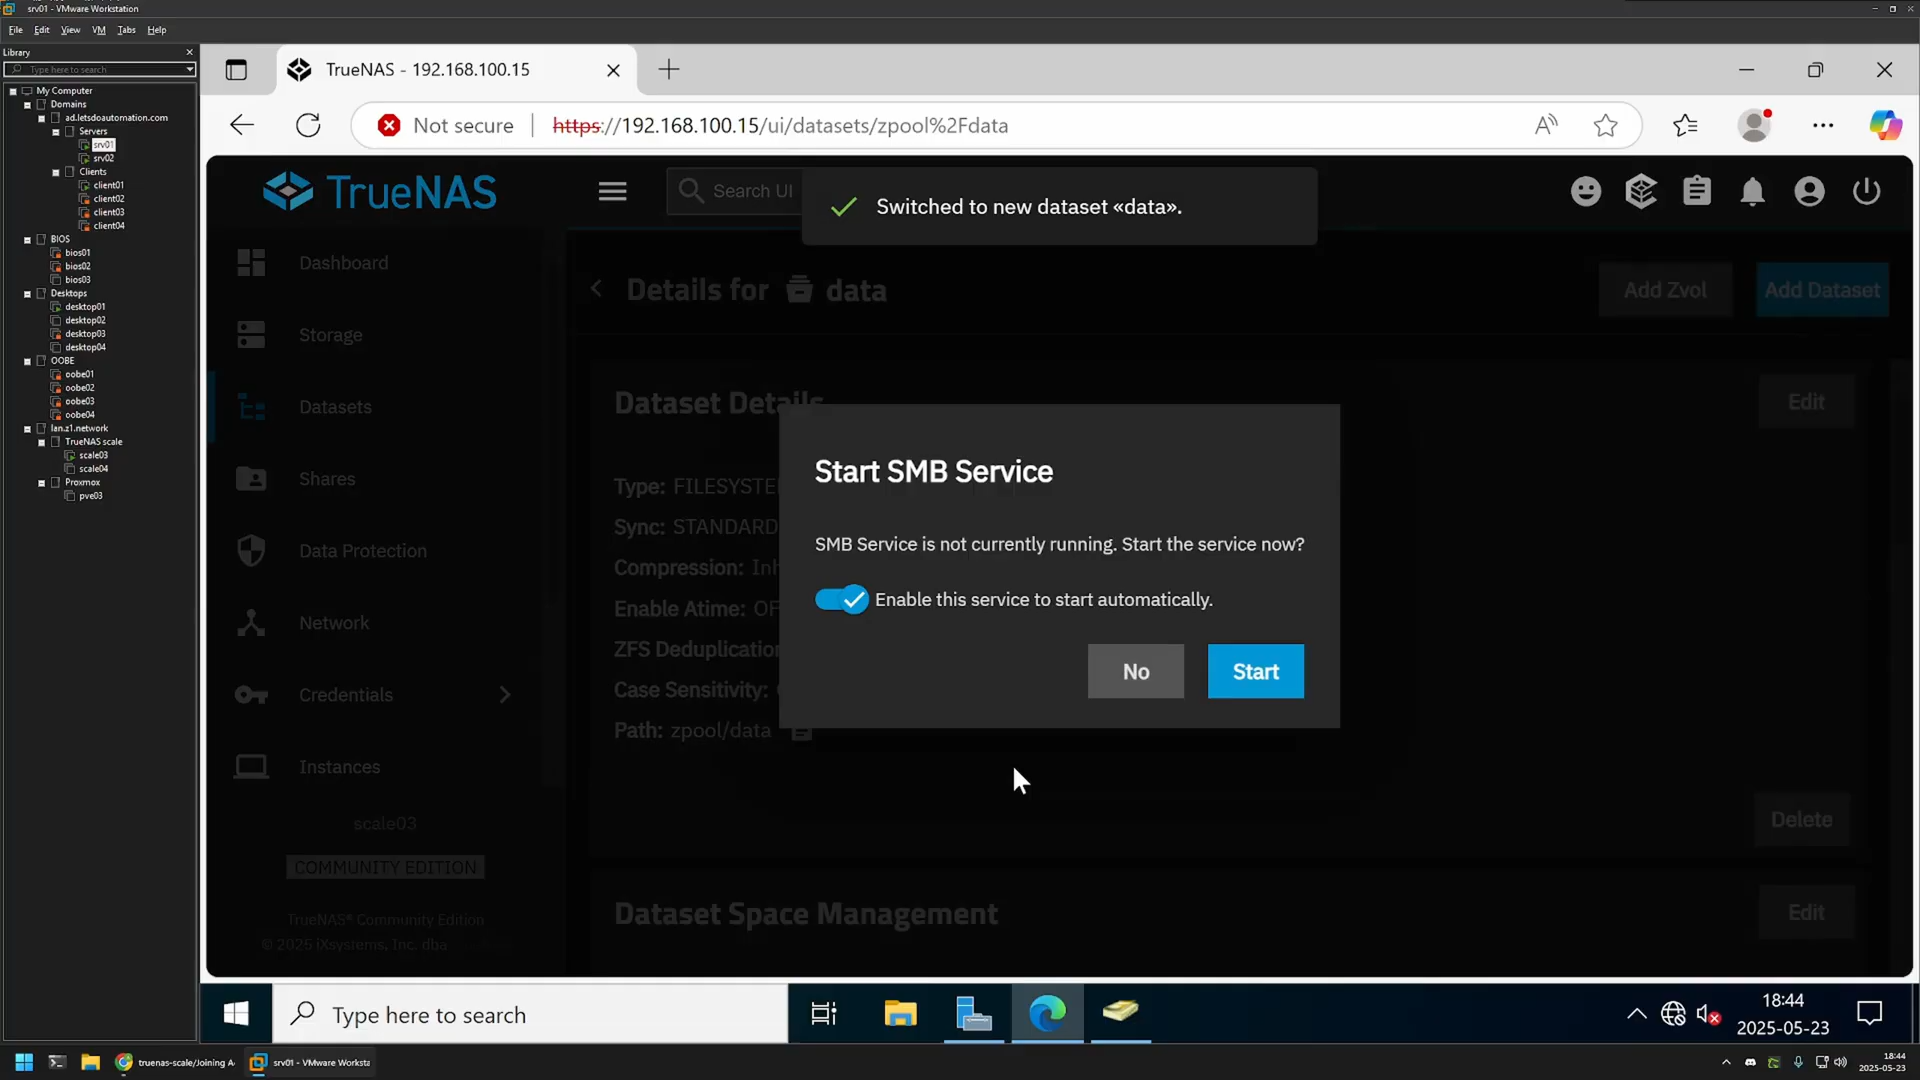 srv01 - VMware Workstation
File Edit View VM Tabs Help
Library
Type here to search
My Computer
Domains
ad.letsdoautomation.com
Servers
srv01
srv02
Clients
client01
client02
client03
client04
BIOS
bios01
bios02
bios03
Desktops
desktop01
desktop02
desktop03
desktop04
OOBE
oobe01
oobe02
oobe03
oobe04
lan.z1.network
TrueNAS scale
scale03
scale04
Proxmox
pve03
TrueNAS - 192.168.100.15
Not secure https://192.168.100.15/ui/datasets/zpool%2Fdata
TrueNAS
Search UI
Switched to new dataset «data».
Dashboard
Storage
Datasets
Shares
Data Protection
Network
Credentials
Instances
scale03
COMMUNITY EDITION
TrueNAS® Community Edition
© 2025 iXsystems, Inc. dba
Details for data
Add Zvol
Add Dataset
Dataset Details
Edit
Type: FILESYSTEM
Sync: STANDARD
Compression: Inh
Enable Atime: OF
ZFS Deduplication
Case Sensitivity:
Path: zpool/data
Delete
Dataset Space Management
Edit
Start SMB Service
SMB Service is not currently running. Start the service now?
Enable this service to start automatically.
No
Start
Type here to search
18:44
2025-05-23
truenas-scale/Joining A
srv01 - VMware Worksta
18:44
2025-05-23